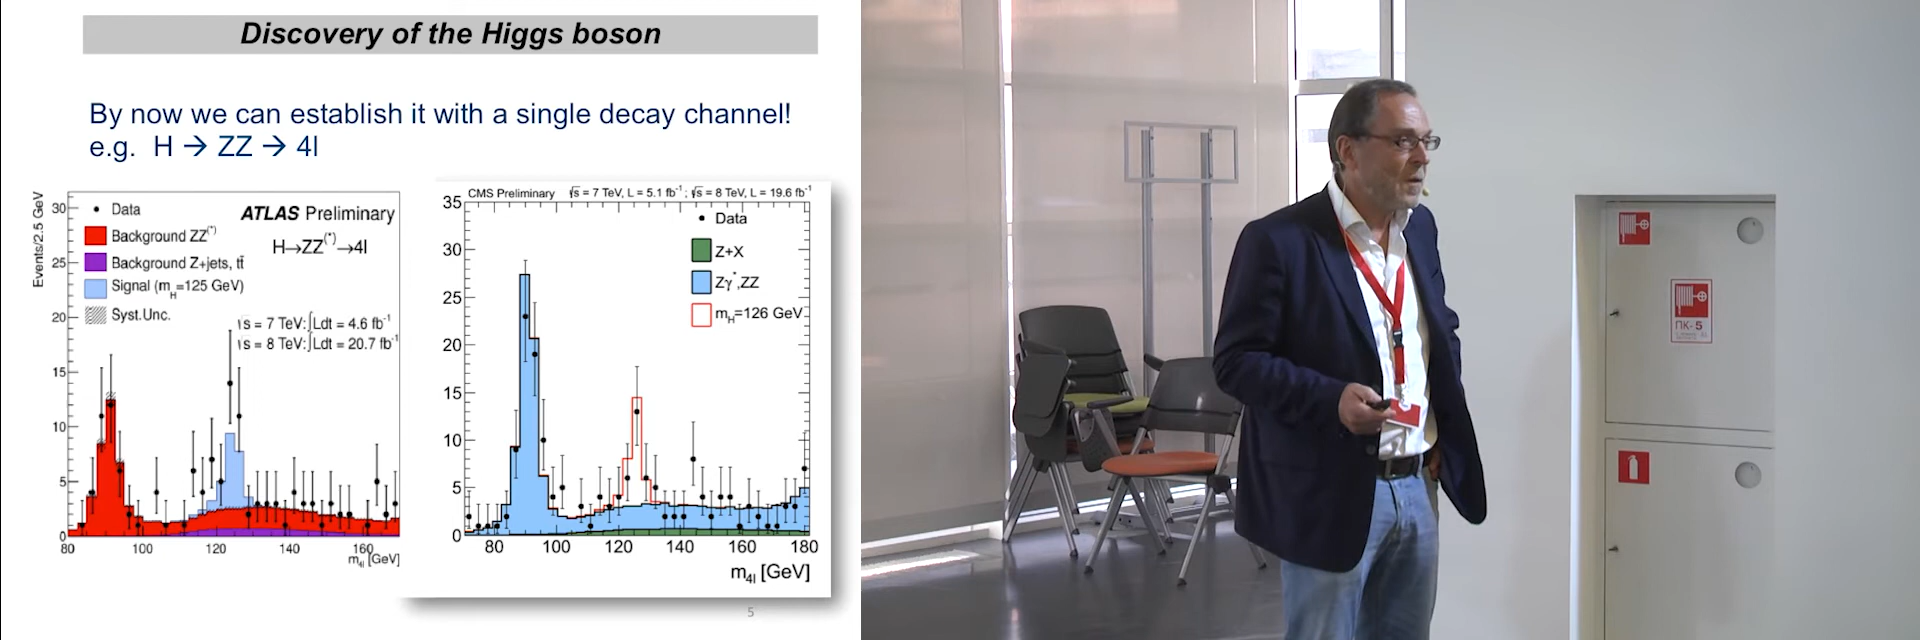 Discovery of the Higgs boson
By now we can establish it with a single decay channel!
e.g. H → ZZ → 4l
Events/2.5 GeV
30
25
20
15
10
5
0
Data
Background ZZ(*)
Background Z+jets, tt̄
Signal (mH=125 GeV)
Syst.Unc.
ATLAS Preliminary
H→ZZ(*)→4l
√s = 7 TeV:∫Ldt = 4.6 fb-1
√s = 8 TeV:∫Ldt = 20.7 fb-1
80 100 120 140 160
m4l [GeV]
CMS Preliminary √s = 7 TeV, L = 5.1 fb-1 ; √s = 8 TeV, L = 19.6 fb-1
35
30
25
20
15
10
5
0
Data
Z+X
Zγ*,ZZ
mH=126 GeV
80 100 120 140 160 180
m4l [GeV]
5
ПК-5